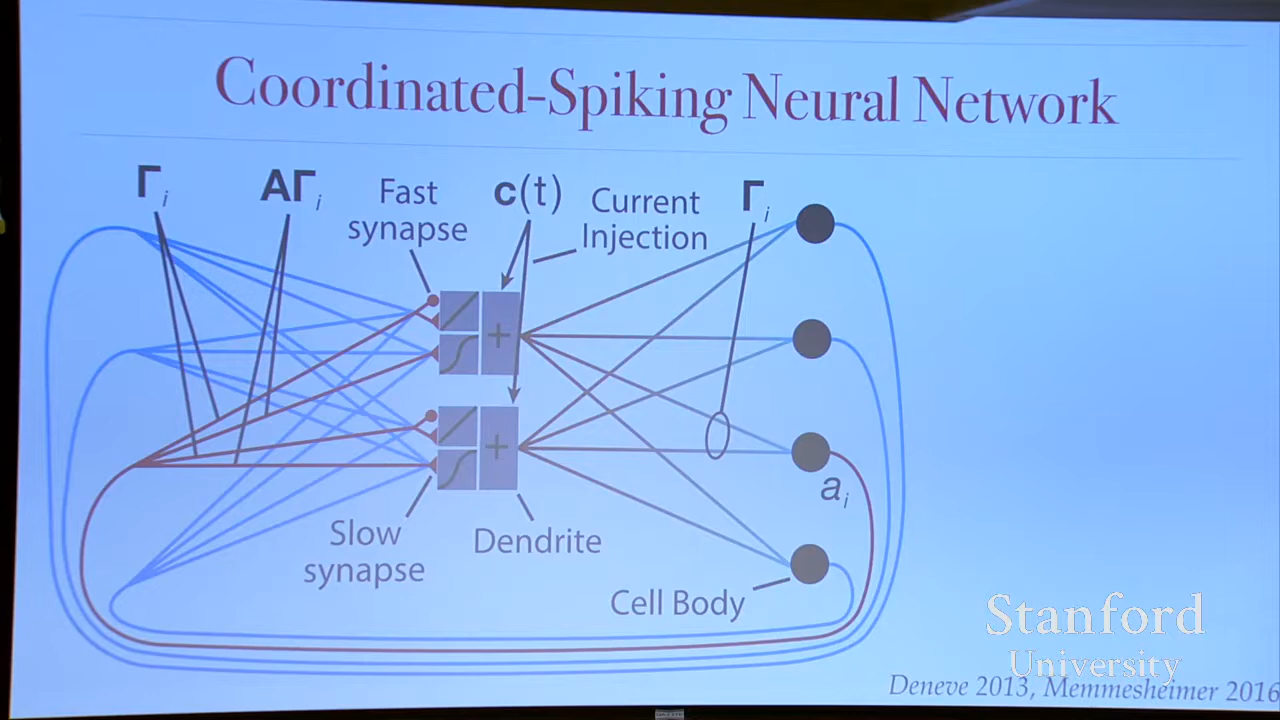 Coordinated-Spiking Neural Network
Γi
AΓi
Fast
synapse
c(t)
Current
Injection
Γi
+
+
ai
Slow
synapse
Dendrite
Cell Body
Stanford
University
Deneve 2013, Memmesheimer 2016